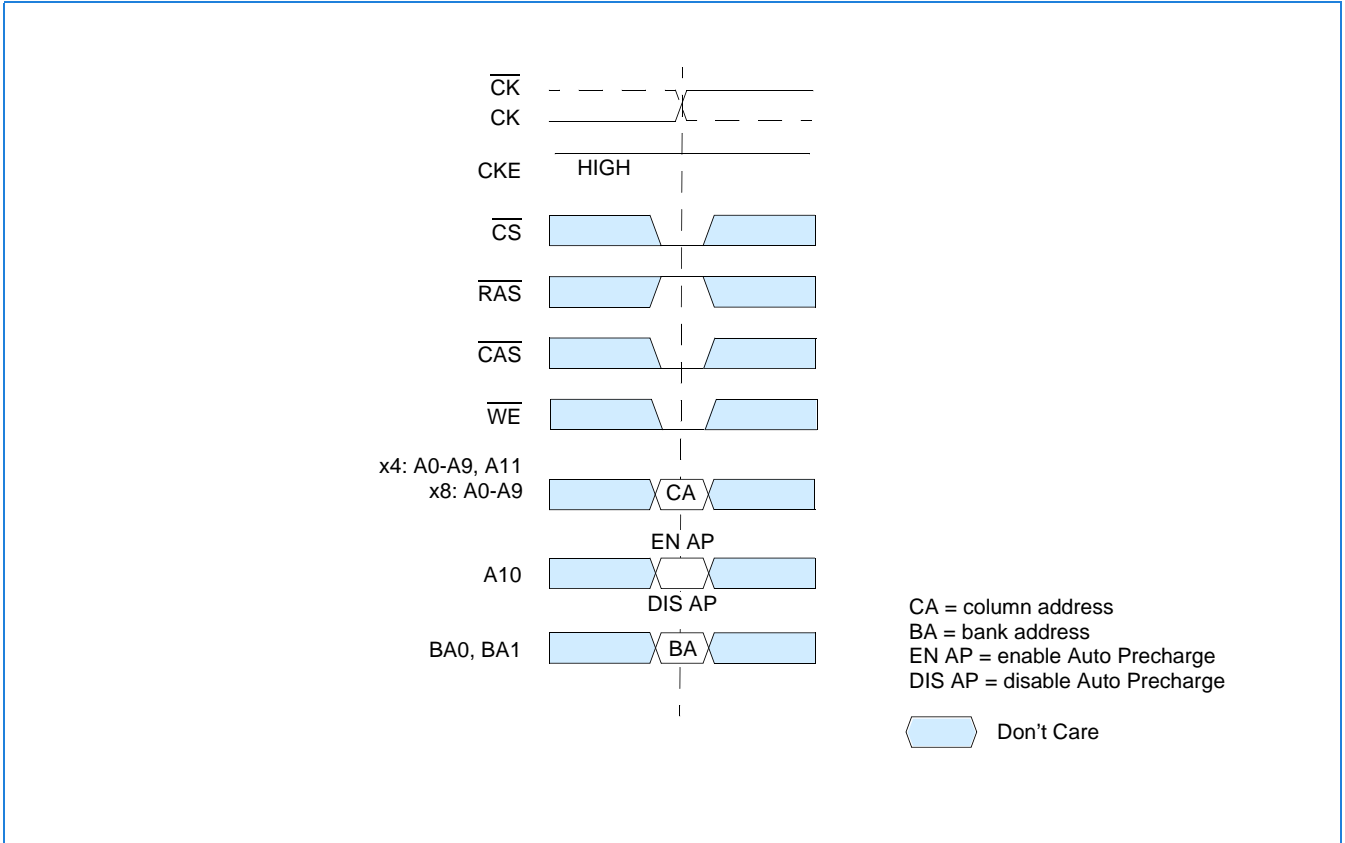 CK
CK
CKE HIGH
CS
RAS
CAS
WE
x4: A0-A9, A11
x8: A0-A9
CA
EN AP
A10
DIS AP
BA0, BA1 BA
CA = column address
BA = bank address
EN AP = enable Auto Precharge
DIS AP = disable Auto Precharge
Don't Care